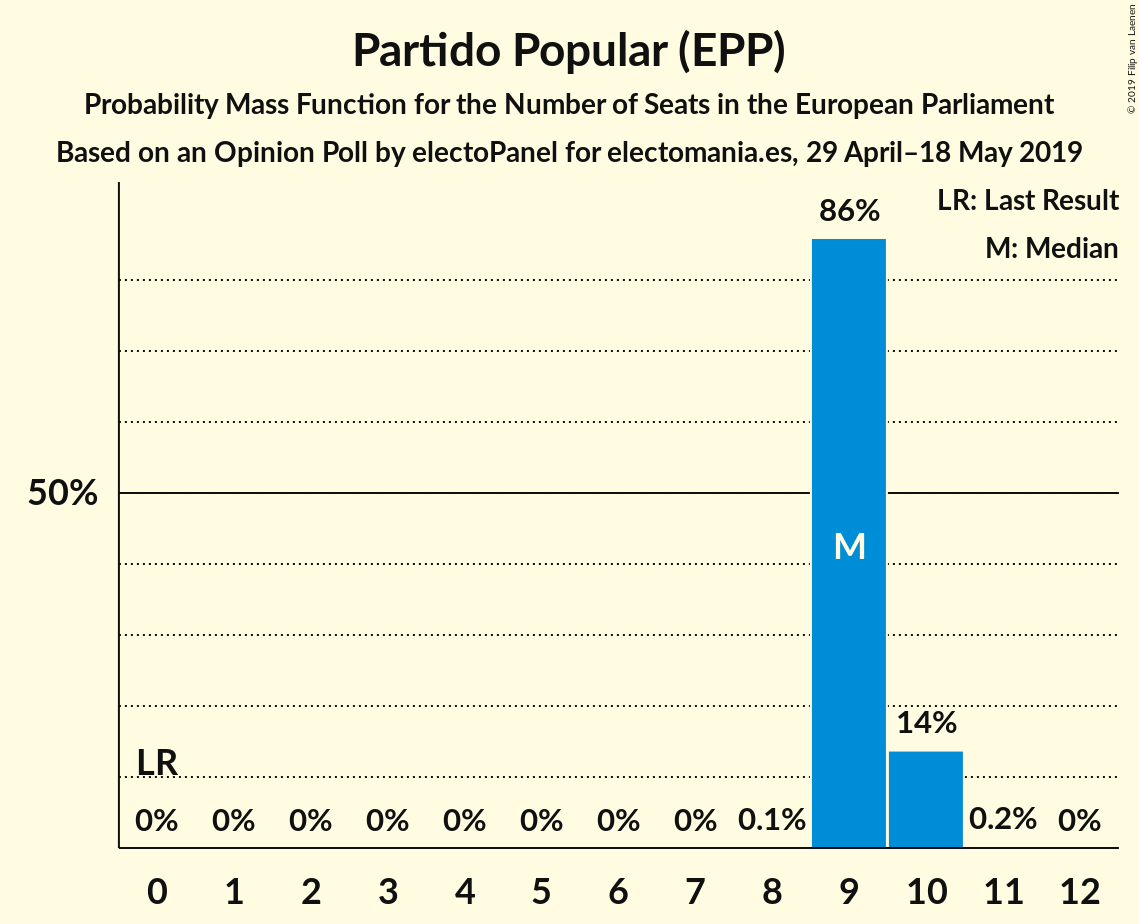 Partido Popular (EPP)
Probability Mass Function for the Number of Seats in the European Parliament
Based on an Opinion Poll by electoPanel for electomania.es, 29 April–18 May 2019
© 2019 Filip van Laenen
LR: Last Result
M: Median
86%
50%
M
14%
LR
0% 0% 0% 0% 0% 0% 0% 0% 0.1% 0.2% 0%
0 1 2 3 4 5 6 7 8 9 10 11 12